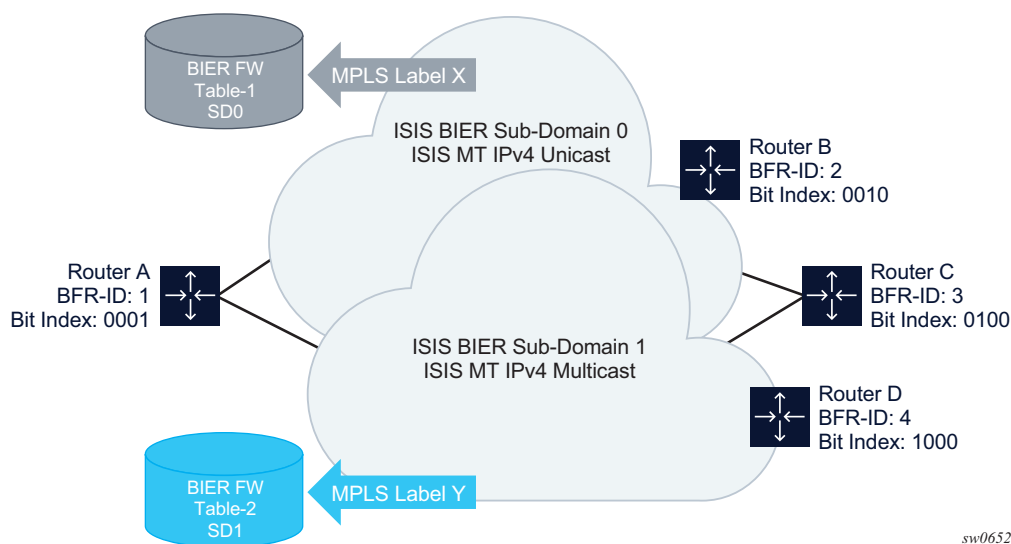 BIER FW
Table-1
SD0
MPLS Label X
ISIS BIER Sub-Domain 0
ISIS MT IPv4 Unicast
Router B
BFR-ID: 2
Bit Index: 0010
Router A
BFR-ID: 1
Bit Index: 0001
Router C
BFR-ID: 3
Bit Index: 0100
ISIS BIER Sub-Domain 1
ISIS MT IPv4 Multicast
Router D
BFR-ID: 4
Bit Index: 1000
BIER FW
Table-2
SD1
MPLS Label Y
sw0652